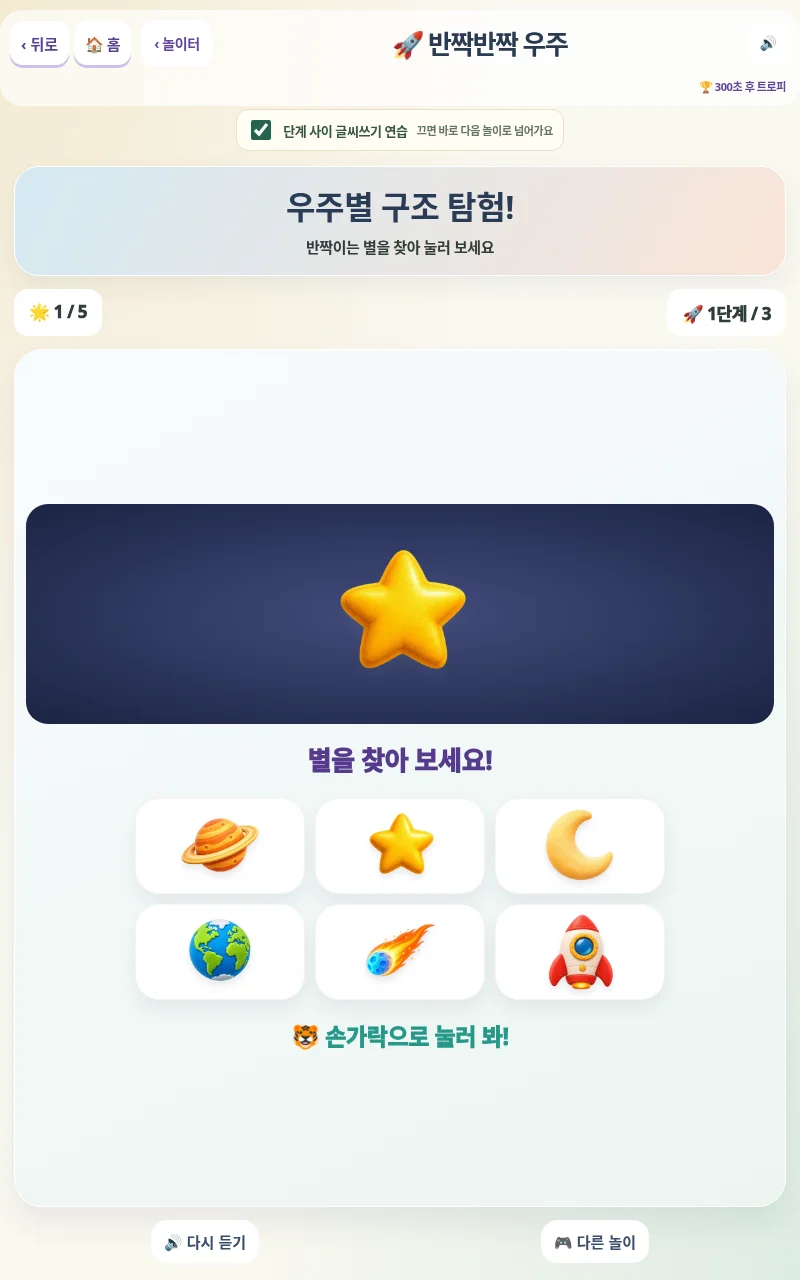 ‹ 뒤로
🏠 홈
‹ 놀이터
🚀 반짝반짝 우주
🔊
🏆 300초 후 트로피
단계 사이 글씨쓰기 연습 끄면 바로 다음 놀이로 넘어가요
우주별 구조 탐험!
반짝이는 별을 찾아 눌러 보세요
🌟 1 / 5
🚀 1단계 / 3
별을 찾아 보세요!
🐯 손가락으로 눌러 봐!
🔊 다시 듣기
🎮 다른 놀이